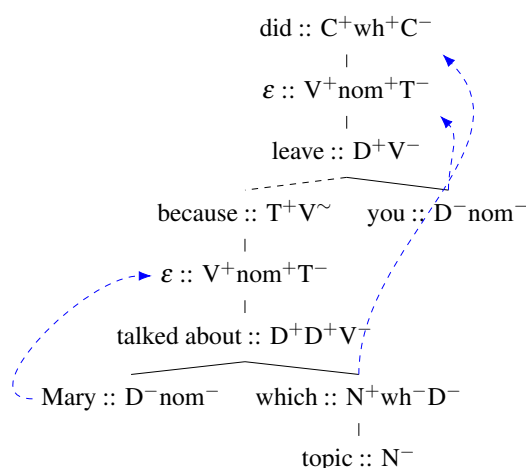 did :: C⁺wh⁺C⁻
ε :: V⁺nom⁺T⁻
leave :: D⁺V⁻
because :: T⁺V~ you :: D⁻nom⁻
ε :: V⁺nom⁺T⁻
talked about :: D⁺D⁺V⁻
Mary :: D⁻nom⁻ which :: N⁺wh⁻D⁻
topic :: N⁻